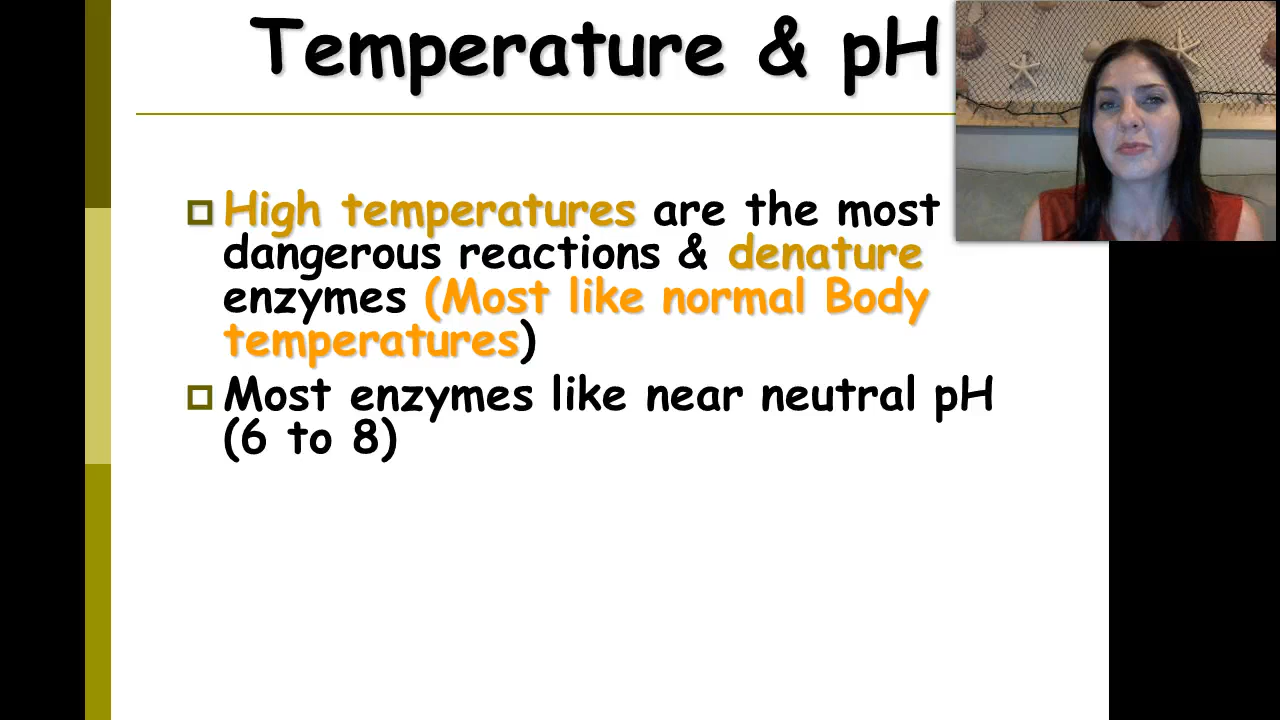 Temperature & pH
High temperatures are the most
dangerous reactions & denature
enzymes (Most like normal Body
temperatures)
Most enzymes like near neutral pH
(6 to 8)